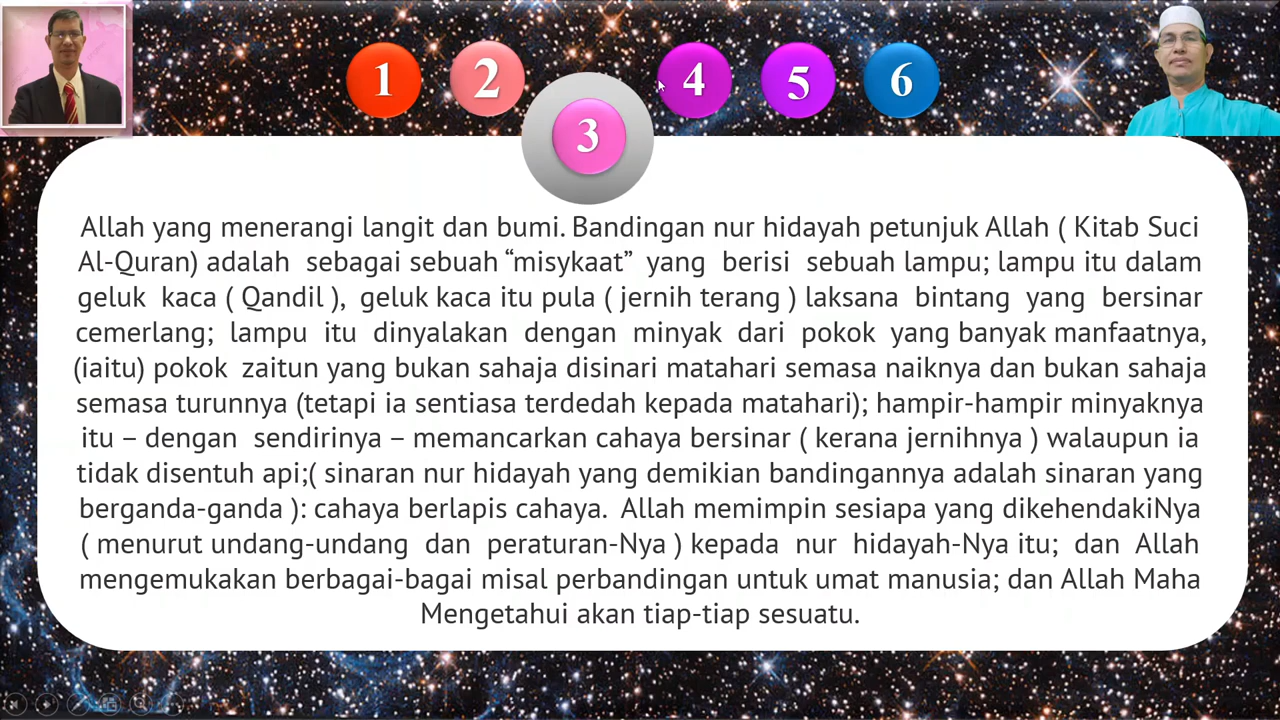 1 2 3 4 5 6
Allah yang menerangi langit dan bumi. Bandingan nur hidayah petunjuk Allah ( Kitab Suci
Al-Quran) adalah sebagai sebuah “misykaat” yang berisi sebuah lampu; lampu itu dalam
geluk kaca ( Qandil ), geluk kaca itu pula ( jernih terang ) laksana bintang yang bersinar
cemerlang; lampu itu dinyalakan dengan minyak dari pokok yang banyak manfaatnya,
(iaitu) pokok zaitun yang bukan sahaja disinari matahari semasa naiknya dan bukan sahaja
semasa turunnya (tetapi ia sentiasa terdedah kepada matahari); hampir-hampir minyaknya
itu – dengan sendirinya – memancarkan cahaya bersinar ( kerana jernihnya ) walaupun ia
tidak disentuh api;( sinaran nur hidayah yang demikian bandingannya adalah sinaran yang
berganda-ganda ): cahaya berlapis cahaya. Allah memimpin sesiapa yang dikehendakiNya
( menurut undang-undang dan peraturan-Nya ) kepada nur hidayah-Nya itu; dan Allah
mengemukakan berbagai-bagai misal perbandingan untuk umat manusia; dan Allah Maha
Mengetahui akan tiap-tiap sesuatu.